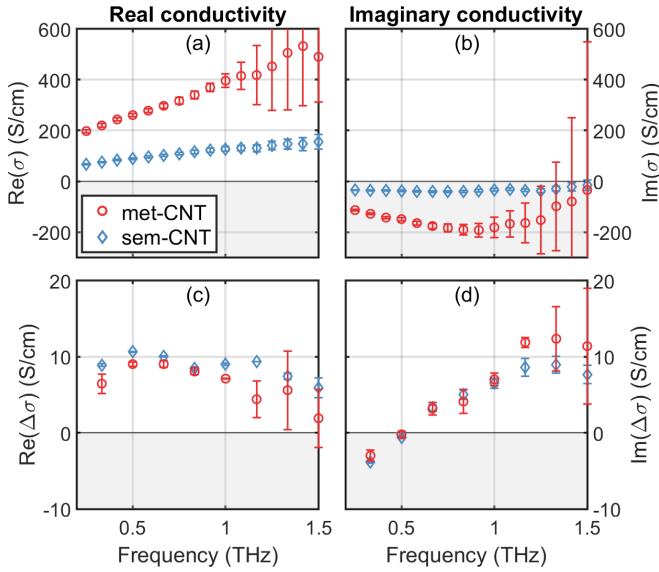 Real conductivity
Imaginary conductivity
(a)
(b)
600
400
200
0
-200
Re(σ) (S/cm)
met-CNT
sem-CNT
600
400
200
0
-200
Im(σ) (S/cm)
(c)
(d)
20
10
0
-10
Re(Δσ) (S/cm)
20
10
0
-10
Im(Δσ) (S/cm)
0.5
1
1.5
0.5
1
1.5
Frequency (THz)
Frequency (THz)